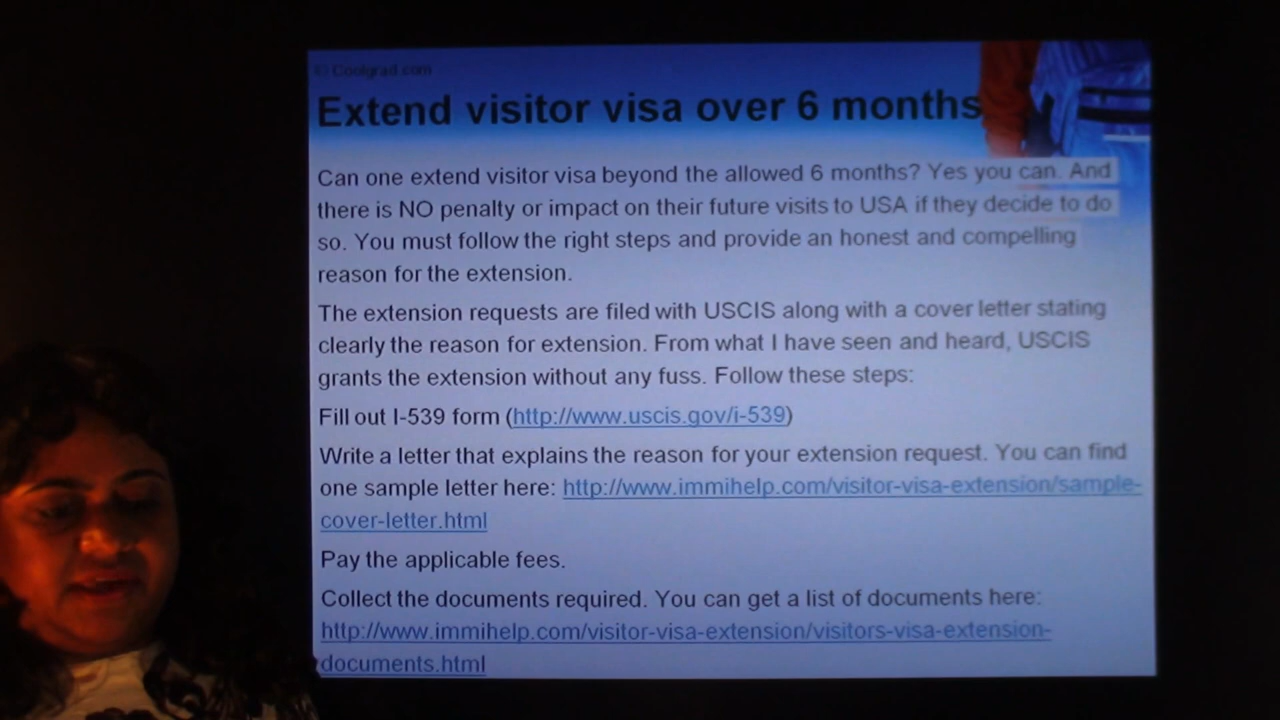 © Coolgrad.com
Extend visitor visa over 6 months
Can one extend visitor visa beyond the allowed 6 months? Yes you can. And
there is NO penalty or impact on their future visits to USA if they decide to do
so. You must follow the right steps and provide an honest and compelling
reason for the extension.
The extension requests are filed with USCIS along with a cover letter stating
clearly the reason for extension. From what I have seen and heard, USCIS
grants the extension without any fuss. Follow these steps:
Fill out I-539 form (http://www.uscis.gov/i-539)
Write a letter that explains the reason for your extension request. You can find
one sample letter here: http://www.immihelp.com/visitor-visa-extension/sample-
cover-letter.html
Pay the applicable fees.
Collect the documents required. You can get a list of documents here:
http://www.immihelp.com/visitor-visa-extension/visitors-visa-extension-
documents.html